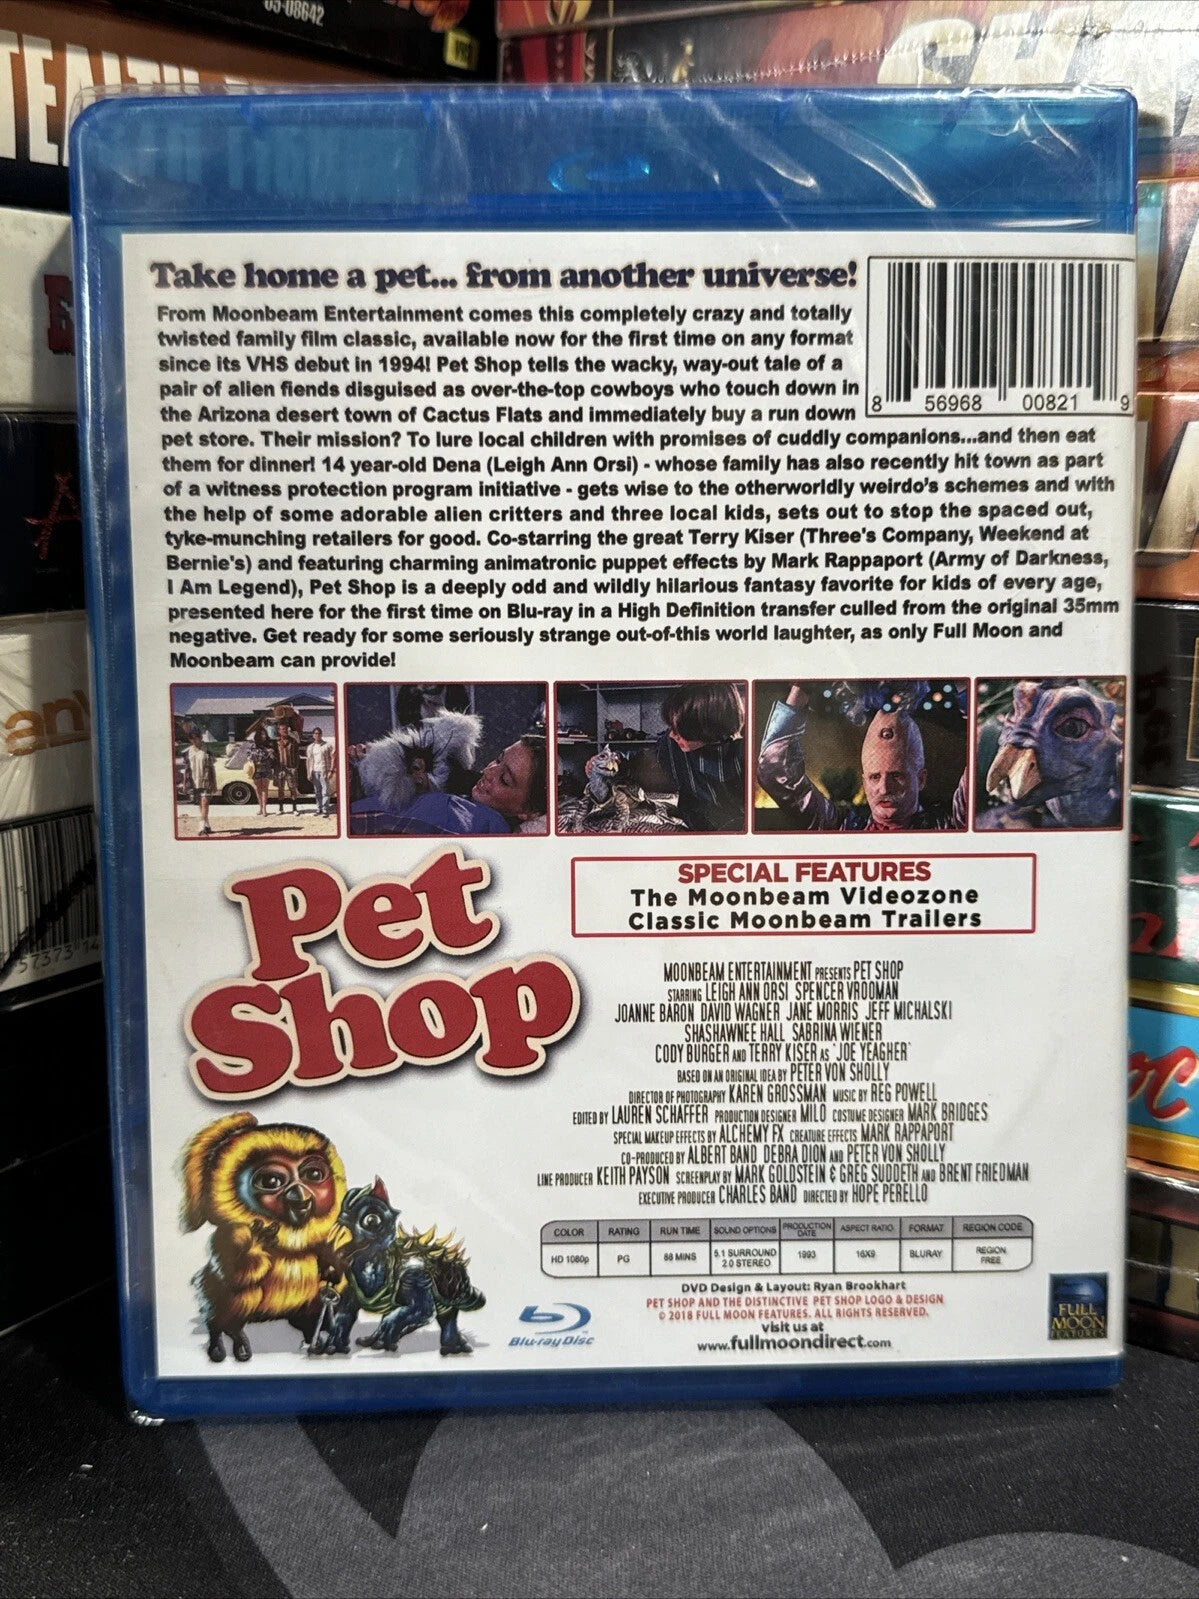 05-08642
Take home a pet... from another universe!
From Moonbeam Entertainment comes this completely crazy and totally
twisted family film classic, available now for the first time on any format
since its VHS debut in 1994! Pet Shop tells the wacky, way-out tale of a
pair of alien fiends disguised as over-the-top cowboys who touch down in
the Arizona desert town of Cactus Flats and immediately buy a run down
pet store. Their mission? To lure local children with promises of cuddly companions...and then eat
them for dinner! 14 year-old Dena (Leigh Ann Orsi) - whose family has also recently hit town as part
of a witness protection program initiative - gets wise to the otherworldly weirdo's schemes and with
the help of some adorable alien critters and three local kids, sets out to stop the spaced out,
tyke-munching retailers for good. Co-starring the great Terry Kiser (Three's Company, Weekend at
Bernie's) and featuring charming animatronic puppet effects by Mark Rappaport (Army of Darkness,
I Am Legend), Pet Shop is a deeply odd and wildly hilarious fantasy favorite for kids of every age,
presented here for the first time on Blu-ray in a High Definition transfer culled from the original 35mm
negative. Get ready for some seriously strange out-of-this world laughter, as only Full Moon and
Moonbeam can provide!
8 56968 00821 9
Pet
Shop
SPECIAL FEATURES
The Moonbeam Videozone
Classic Moonbeam Trailers
MOONBEAM ENTERTAINMENT PRESENTS PET SHOP
STARRING LEIGH ANN ORSI SPENCER VROOMAN
JOANNE BARON DAVID WAGNER JANE MORRIS JEFF MICHALSKI
SHASHAWNEE HALL SABRINA WIENER
CODY BURGER AND TERRY KISER AS 'JOE YEAGHER'
BASED ON AN ORIGINAL IDEA BY PETER VON SHOLLY
DIRECTOR OF PHOTOGRAPHY KAREN GROSSMAN MUSIC BY REG POWELL
EDITED BY LAUREN SCHAFFER PRODUCTION DESIGNER MILO COSTUME DESIGNER MARK BRIDGES
SPECIAL MAKEUP EFFECTS BY ALCHEMY FX CREATURE EFFECTS MARK RAPPAPORT
CO-PRODUCED BY ALBERT BAND DEBRA DION AND PETER VON SHOLLY
LINE PRODUCER KEITH PAYSON SCREENPLAY BY MARK GOLDSTEIN & GREG SUDDETH AND BRENT FRIEDMAN
EXECUTIVE PRODUCER CHARLES BAND DIRECTED BY HOPE PERELLO
COLOR RATING RUN TIME SOUND OPTIONS PRODUCTION DATE ASPECT RATIO FORMAT REGION CODE
HD 1080p PG 88 MINS 5.1 SURROUND 2.0 STEREO 1993 16X9 BLURAY REGION FREE
DVD Design & Layout: Ryan Brookhart
PET SHOP AND THE DISTINCTIVE PET SHOP LOGO & DESIGN
© 2018 FULL MOON FEATURES. ALL RIGHTS RESERVED.
visit us at
www.fullmoondirect.com
Blu-ray Disc
FULL
MOON
FEATURES